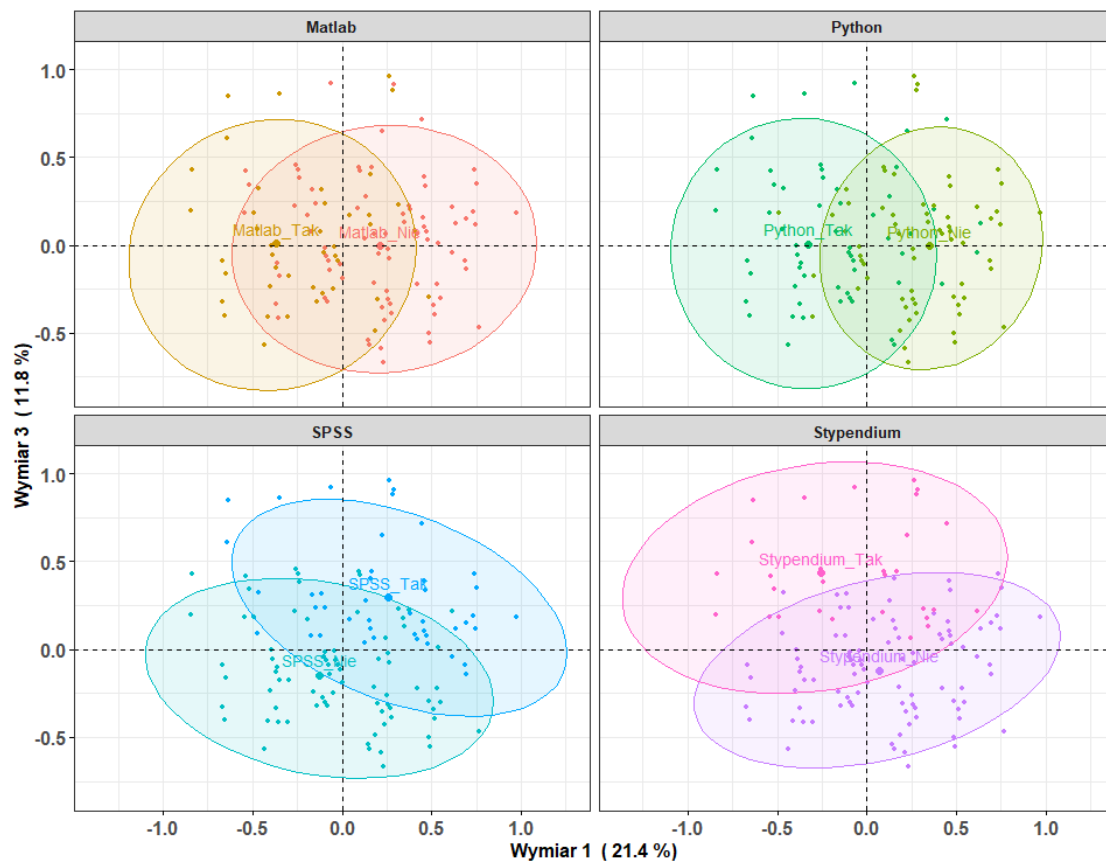 Matlab
Python
1.0
0.5
0.0
-0.5
Matlab_Tak
Matlab_Nie
Python_Tak
Python_Nie
SPSS
Stypendium
1.0
0.5
0.0
-0.5
SPSS_Tak
SPSS_Nie
Stypendium_Tak
Stypendium_Nie
-1.0 -0.5 0.0 0.5 1.0
-1.0 -0.5 0.0 0.5 1.0
Wymiar 1 ( 21.4 %)
Wymiar 3 ( 11.8 %)